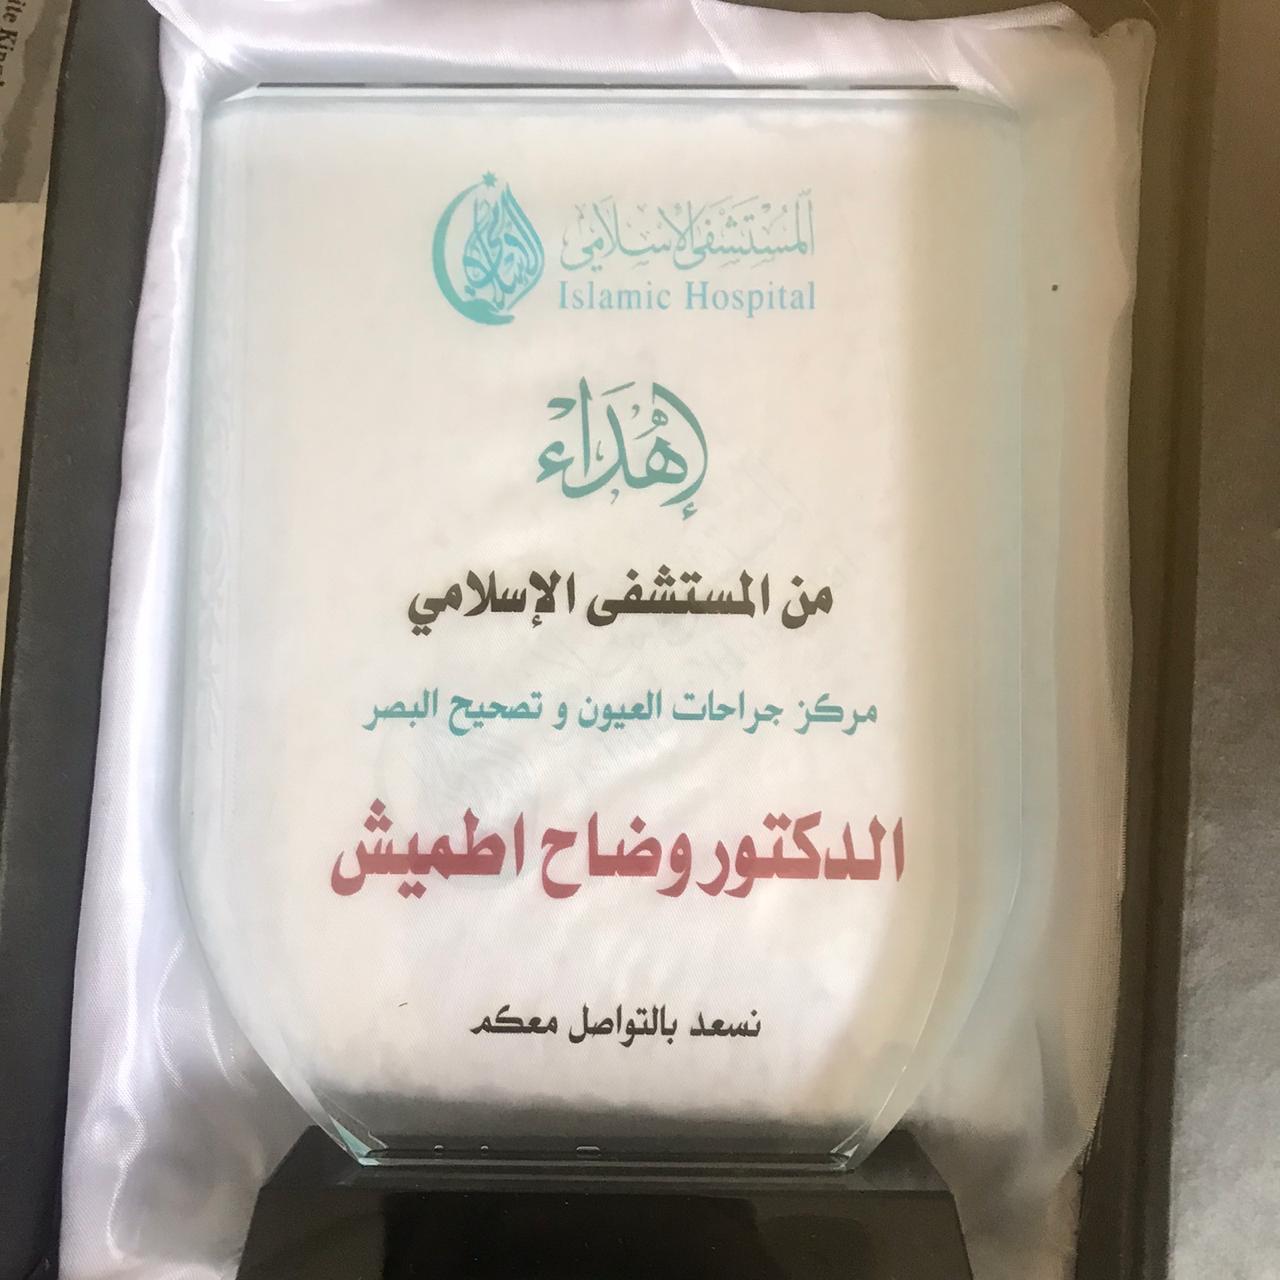 المستشفى الإسلامي
Islamic Hospital
إهداء
من المستشفى الإسلامي
مركز جراحات العيون و تصحيح البصر
الدكتور وضاح اطميش
نسعد بالتواصل معكم